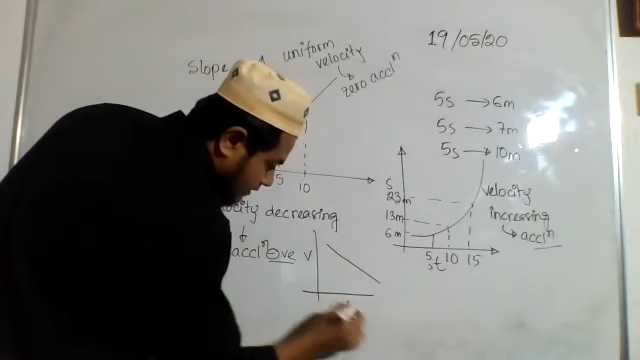 19/05/20
slope
uniform
velocity
zero accl^n
5s → 6m
5s → 7m
5s → 10m
5 10
s
23m
13m
6m
5 10 15
t
velocity
increasing
accl^n
velocity decreasing
accl^n ⊖ve
v